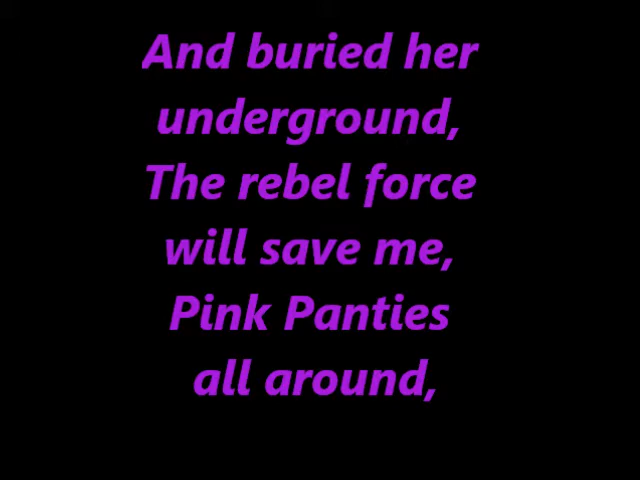 And buried her
underground,
The rebel force
will save me,
Pink Panties
all around,